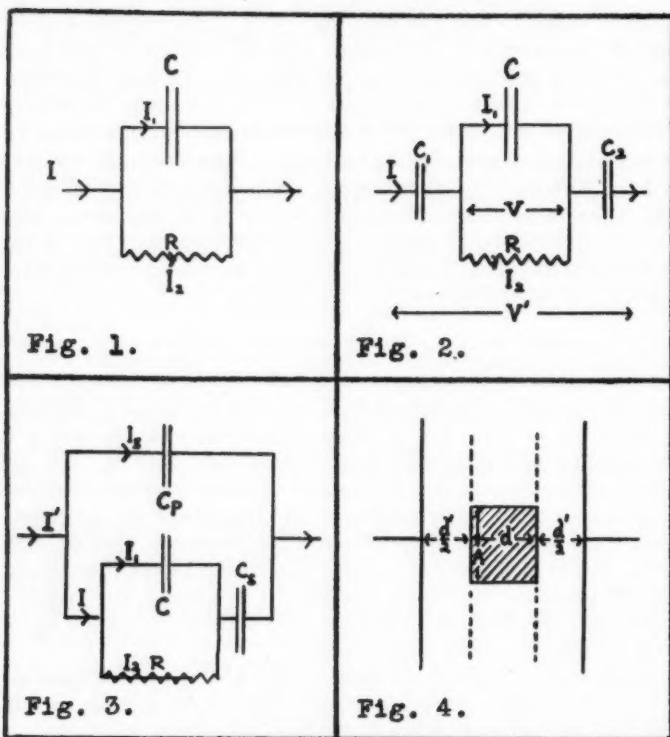 C
I₁
I
R
I₂
Fig. 1.
C
I₁
C₁
C₂
I
V
R
I₂
V'
Fig. 2.
I₃
C_P
I'
I₁
C_S
I
C
I₂ R
Fig. 3.
d'/2
d
d'/2
A
Fig. 4.